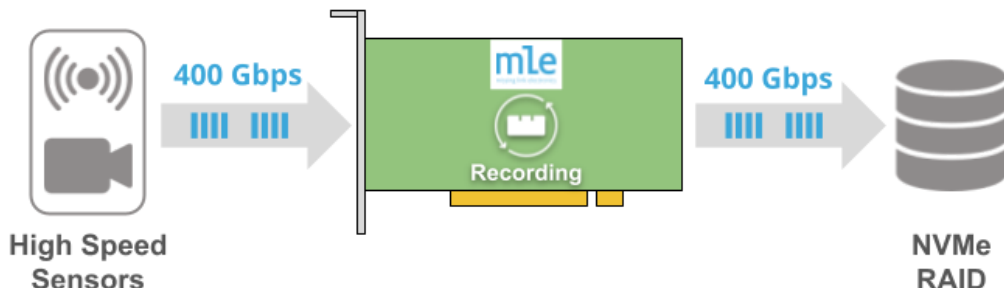 400 Gbps
mle
Recording
400 Gbps
High Speed
Sensors
NVMe
RAID